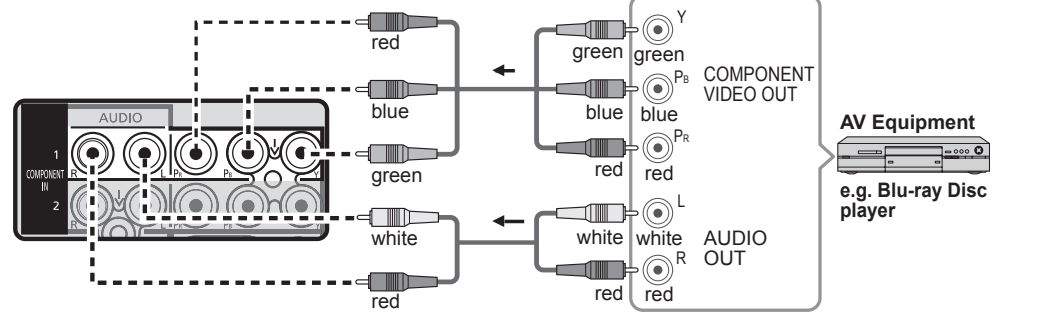 red
blue
green
white
red
green
blue
red
white
red
Y
green
PB
blue
PR
red
L
white
R
red
COMPONENT
VIDEO OUT
AUDIO
OUT
AV Equipment
e.g. Blu-ray Disc
player
AUDIO
1
R L PR PB Y
COMPONENT
IN
2
R L PR PB Y